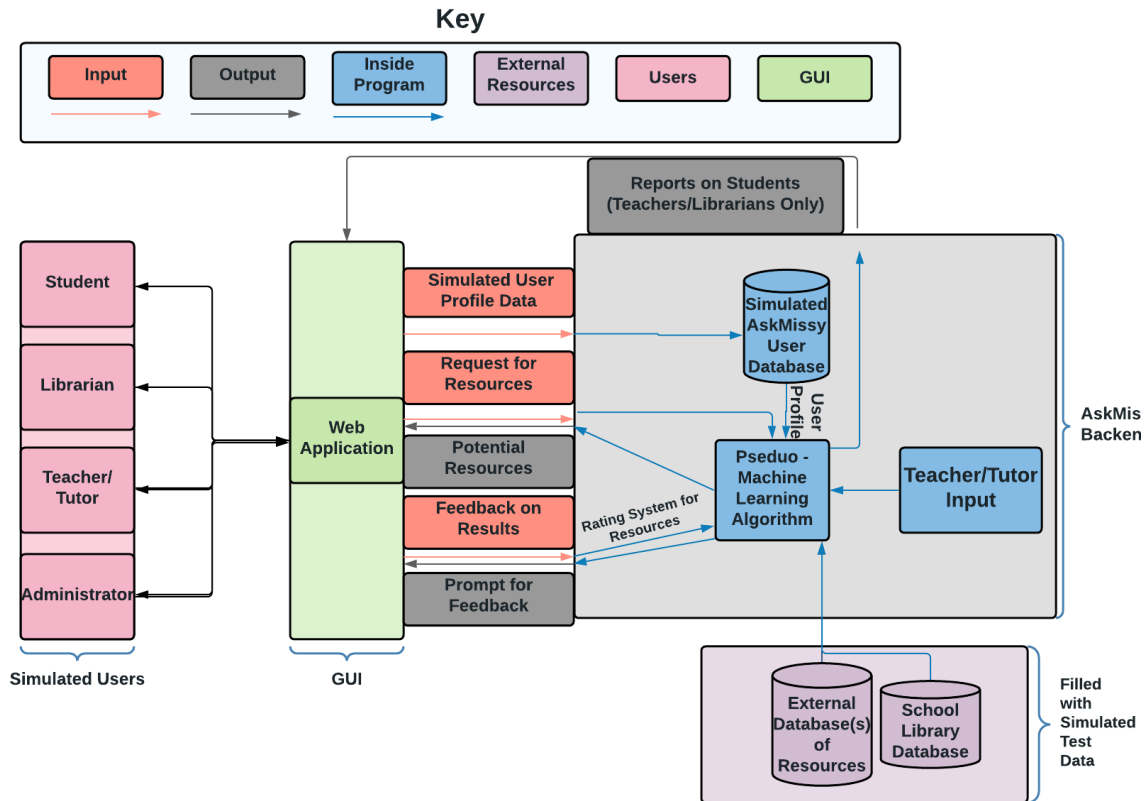 Key
Input
Output
Inside
Program
External
Resources
Users
GUI
Reports on Students
(Teachers/Librarians Only)
Student
Librarian
Teacher/
Tutor
Administrator
Simulated Users
Web
Application
GUI
Simulated User
Profile Data
Request for
Resources
Potential
Resources
Feedback on
Results
Prompt for
Feedback
Simulated
AskMissy
User
Database
User
Profile
Pseduo -
Machine
Learning
Algorithm
Rating System for
Resources
Teacher/Tutor
Input
AskMis
Backen
External
Database(s)
of
Resources
School
Library
Database
Filled
with
Simulated
Test
Data